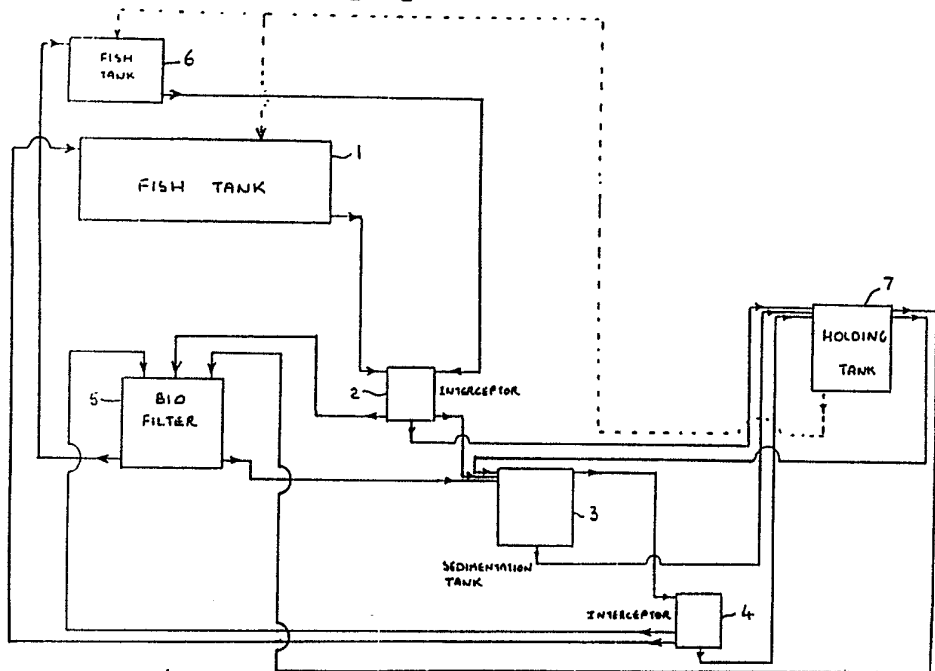 FISH
TANK
6
1
FISH TANK
7
HOLDING
TANK
2
INTERCEPTOR
5
BIO
FILTER
3
SEDIMENTATION
TANK
INTERCEPTOR
4